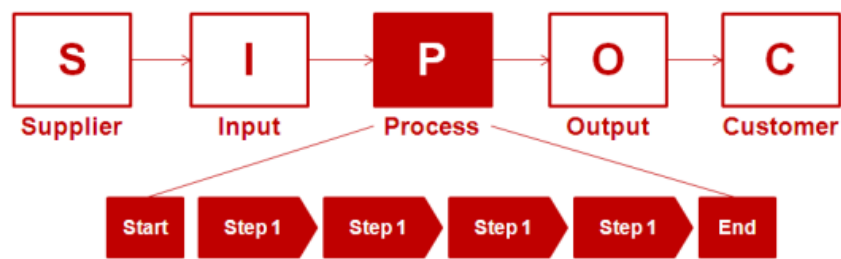 S I P O C
Supplier Input Process Output Customer
Start Step 1 Step 1 Step 1 Step 1 End